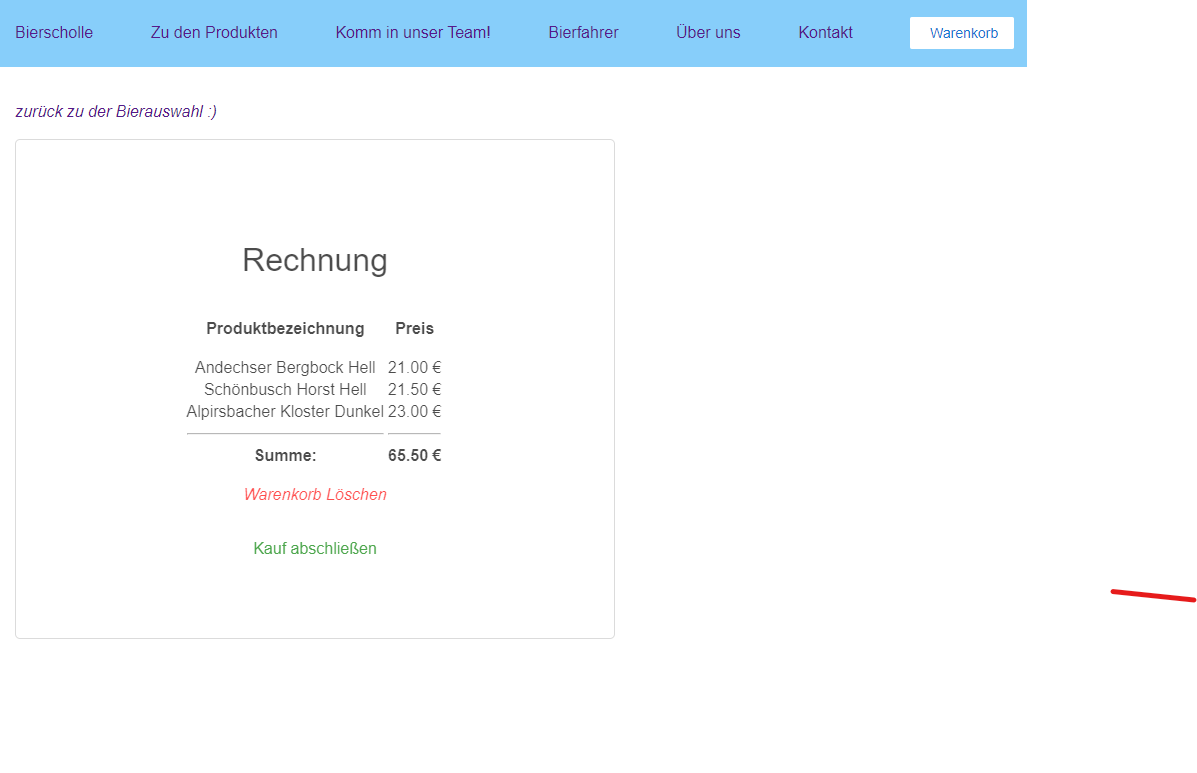 Bierscholle Zu den Produkten Komm in unser Team! Bierfahrer Über uns Kontakt Warenkorb
zurück zu der Bierauswahl :)
Rechnung
Produktbezeichnung Preis
Andechser Bergbock Hell 21.00 €
Schönbusch Horst Hell 21.50 €
Alpirsbacher Kloster Dunkel 23.00 €
Summe: 65.50 €
Warenkorb Löschen
Kauf abschließen